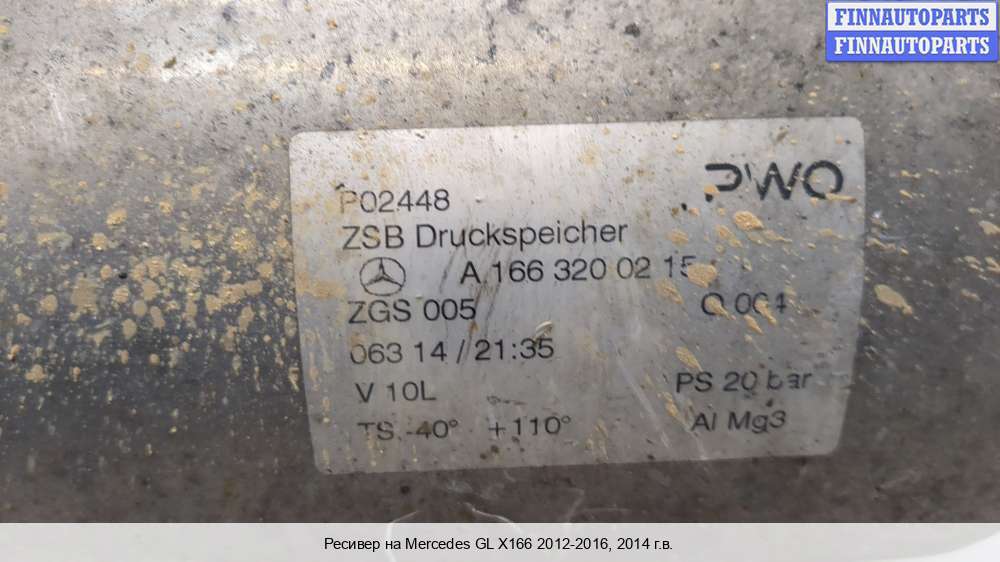 FINNAUTOPARTS
FINNAUTOPARTS
PWO
P02448
ZSB Druckspeicher
A 166 320 02 15
ZGS 005 Q 004
063 14 / 21:35
V 10L PS 20 bar
TS -40° +110° Al Mg3
Ресивер на Mercedes GL X166 2012-2016, 2014 г.в.